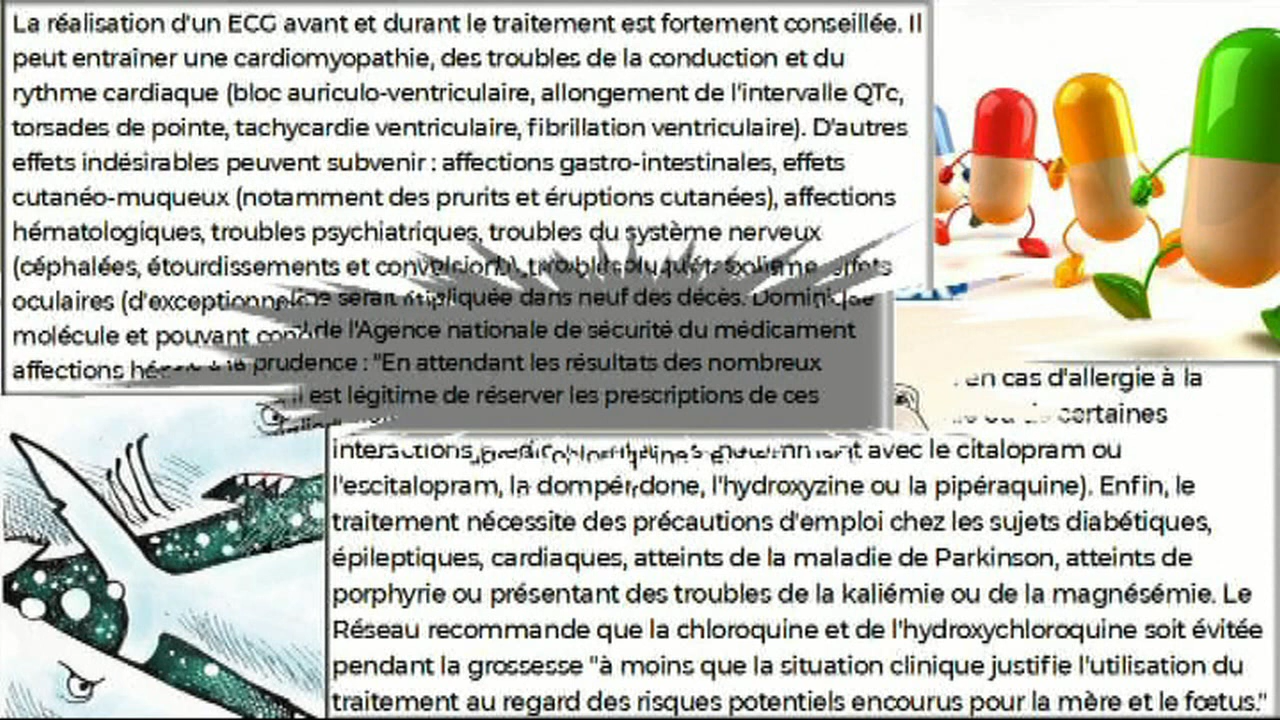 La réalisation d'un ECG avant et durant le traitement est fortement conseillée. Il
peut entraîner une cardiomyopathie, des troubles de la conduction et du
rythme cardiaque (bloc auriculo-ventriculaire, allongement de l'intervalle QTc,
torsades de pointe, tachycardie ventriculaire, fibrillation ventriculaire). D'autres
effets indésirables peuvent subvenir : affections gastro-intestinales, effets
cutanéo-muqueux (notamment des prurits et éruptions cutanées), affections
hématologiques, troubles psychiatriques, troubles du système nerveux
(céphalées, étourdissements et
oculaires
molécule et pouvant
affections
serait impliquée dans neuf des décès. Dominique
de l'Agence nationale de sécurité du médicament
prudence : "En attendant les résultats des nombreux
il est légitime de réserver les prescriptions de ces
en cas d'allergie à la
certaines
avec le citalopram ou
l'escitalopram, la dompéridone, l'hydroxyzine ou la pipéraquine). Enfin, le
traitement nécessite des précautions d'emploi chez les sujets diabétiques,
épileptiques, cardiaques, atteints de la maladie de Parkinson, atteints de
porphyrie ou présentant des troubles de la kaliémie ou de la magnésémie. Le
Réseau recommande que la chloroquine et de l'hydroxychloroquine soit évitée
pendant la grossesse "à moins que la situation clinique justifie l'utilisation du
traitement au regard des risques potentiels encourus pour la mère et le fœtus."